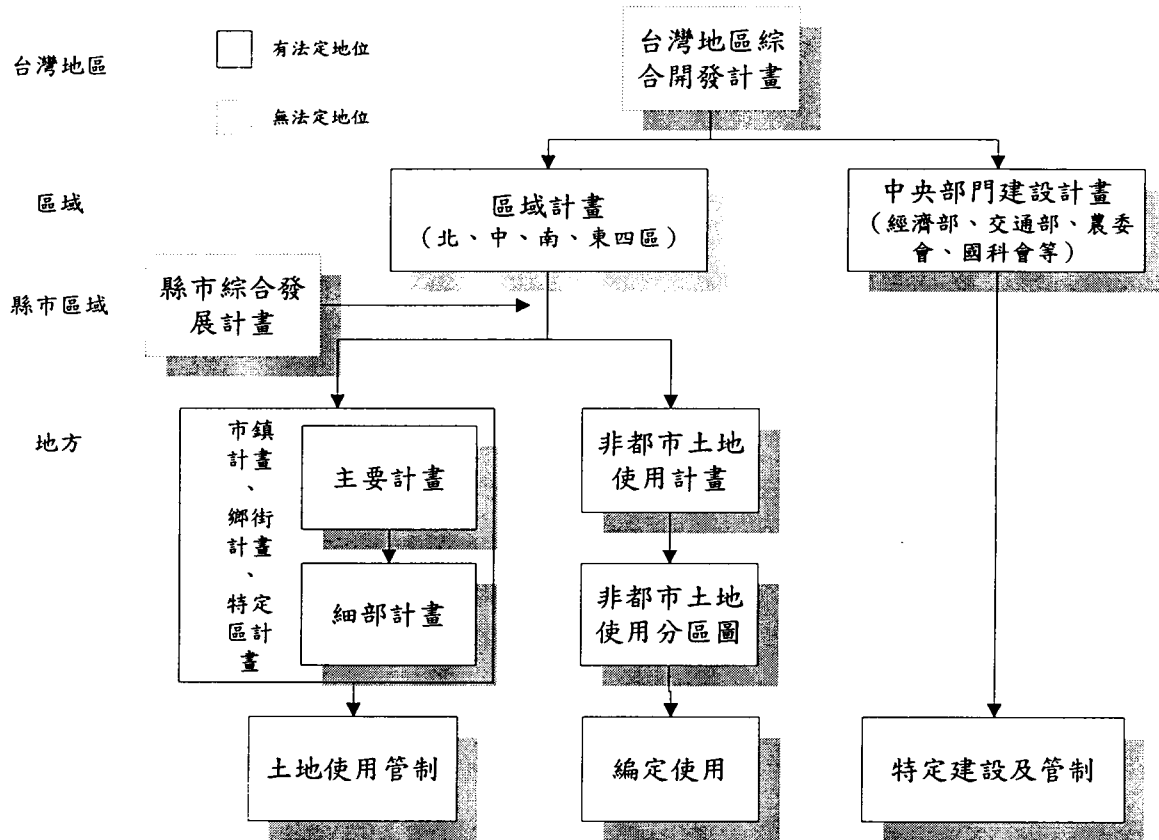 台灣地區
有法定地位
無法定地位
台灣地區綜
合開發計畫
區域
區域計畫
（北、中、南、東四區）
中央部門建設計畫
（經濟部、交通部、農委
會、國科會等）
縣市區域
縣市綜合發
展計畫
地方
市鎮
計畫
、
鄉街
計畫
、
特定
區計
畫
主要計畫
細部計畫
非都市土地
使用計畫
非都市土地
使用分區圖
土地使用管制
編定使用
特定建設及管制